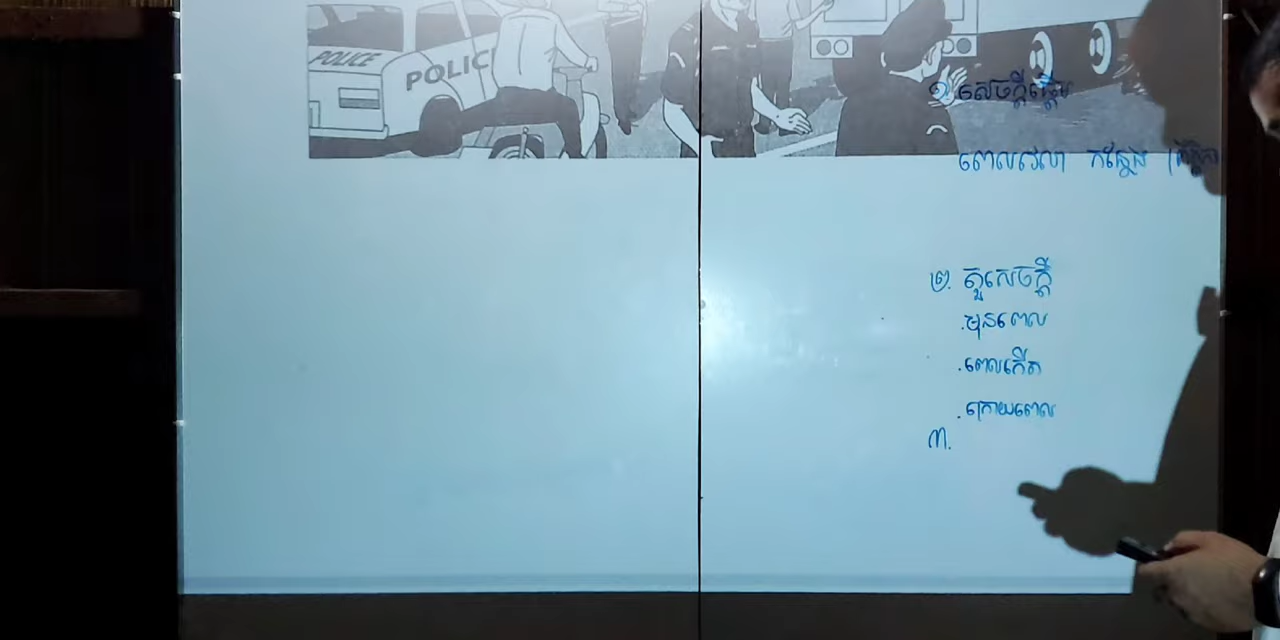 POLICE POLIC
១. សេចក្តីផ្តើម
ពេលវេលា កន្លែង
២. តួសេចក្តី
. មុនពេល
. ពេលកើត
. ក្រោយពេល
៣.